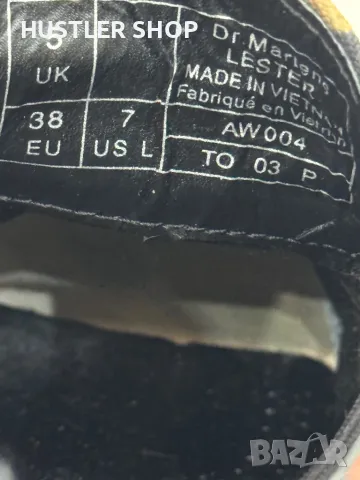 HUSTLER SHOP
5
UK
38
EU
7
US L
Dr. Martens
LESTER
MADE IN VIETNAM
Fabriqué en Vietnam
AW004
TO 03 P
BAZAR